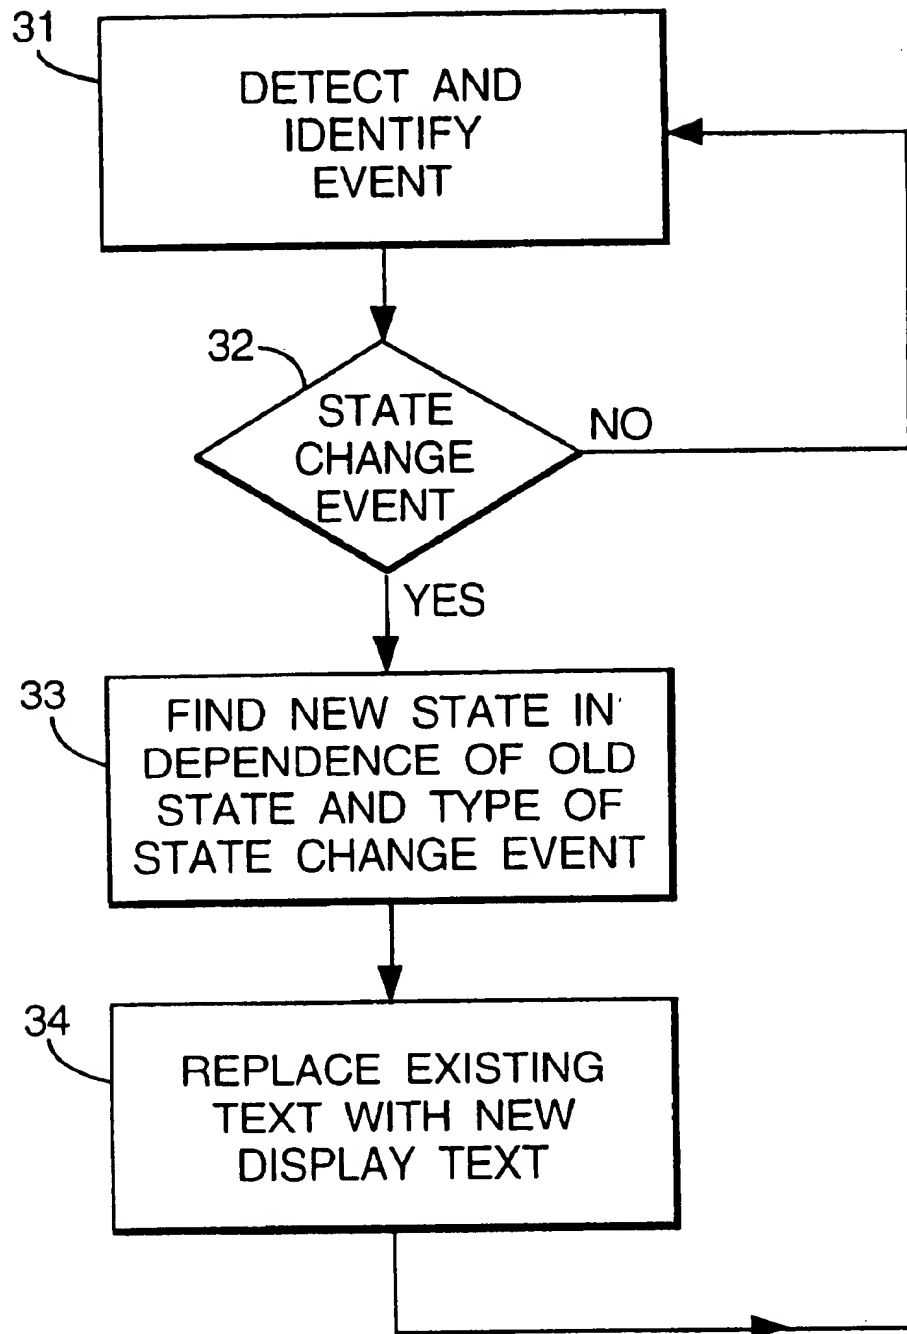 31
DETECT AND
IDENTIFY
EVENT
32
STATE
CHANGE
EVENT
NO
YES
33
FIND NEW STATE IN
DEPENDENCE OF OLD
STATE AND TYPE OF
STATE CHANGE EVENT
34
REPLACE EXISTING
TEXT WITH NEW
DISPLAY TEXT